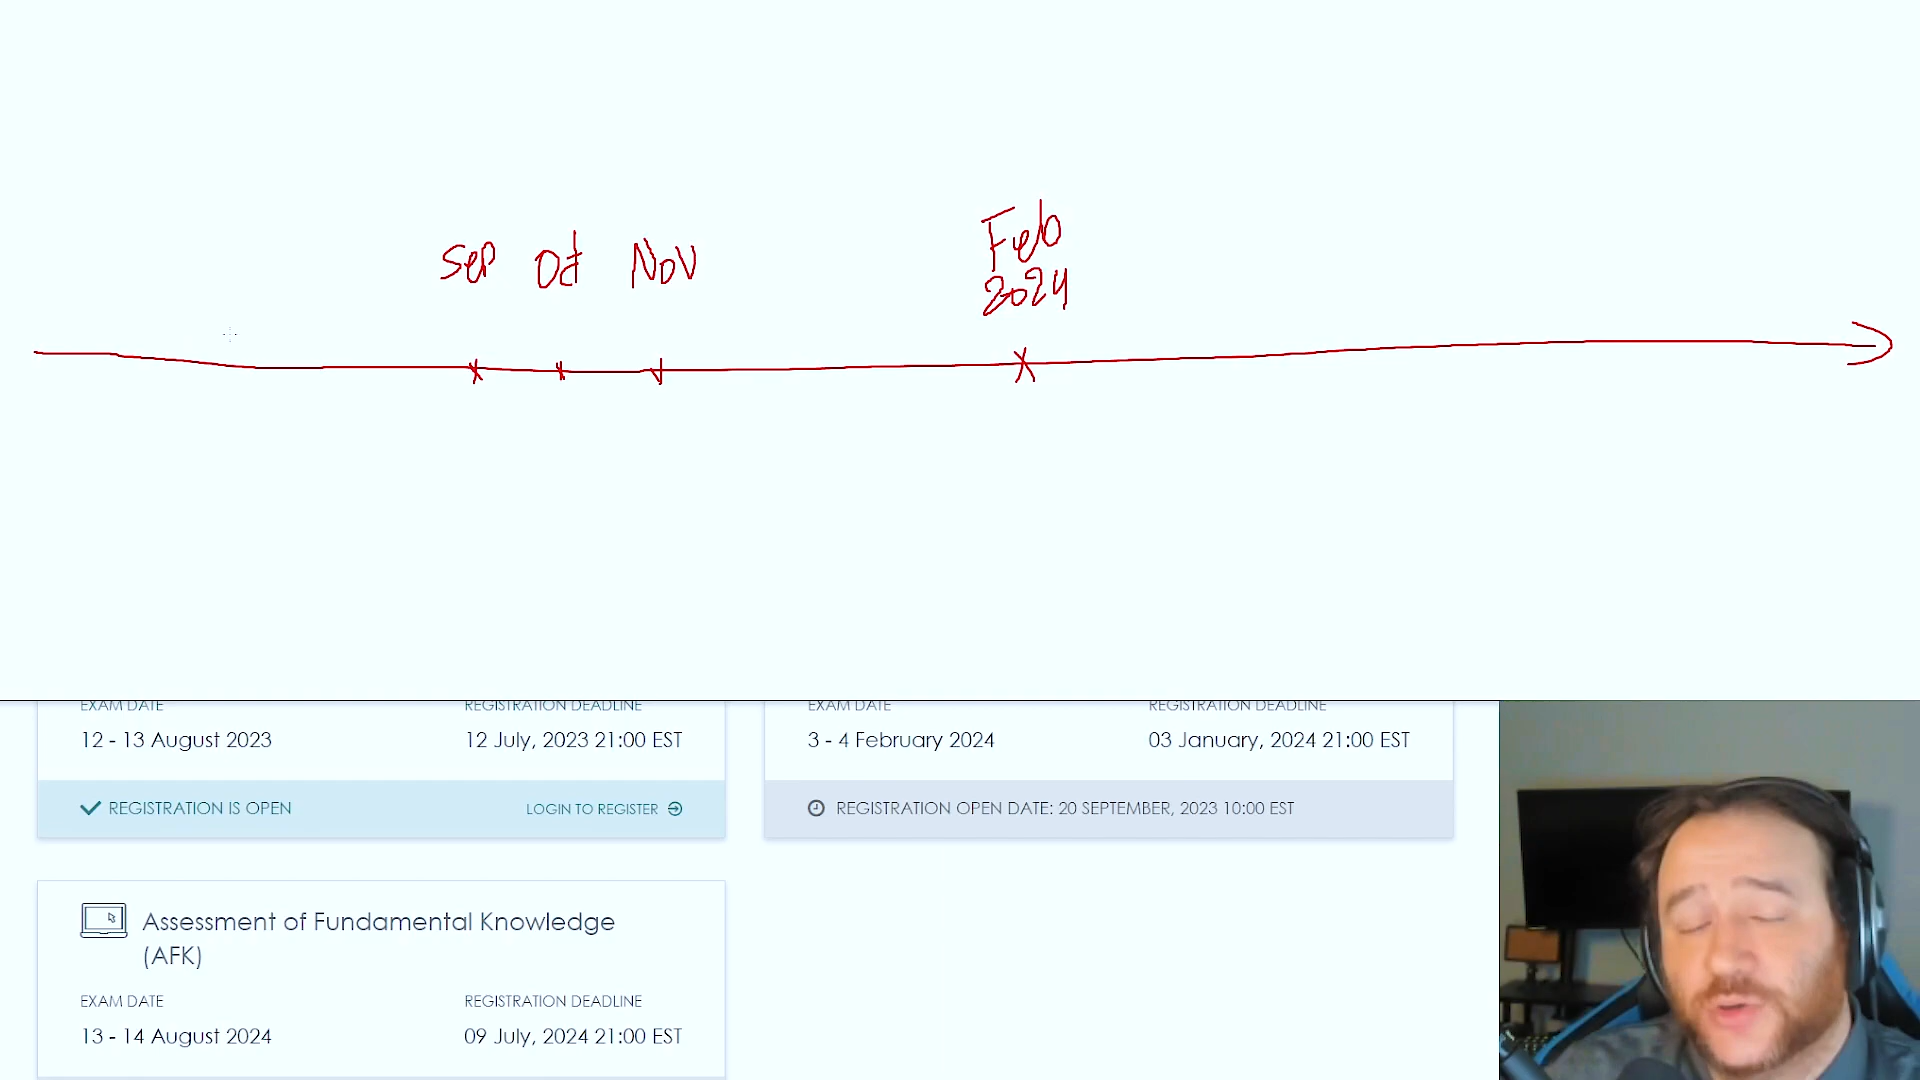 Sep Oct Nov
Feb
2024
EXAM DATE REGISTRATION DEADLINE
12 - 13 August 2023 12 July, 2023 21:00 EST
REGISTRATION IS OPEN LOGIN TO REGISTER
EXAM DATE REGISTRATION DEADLINE
3 - 4 February 2024 03 January, 2024 21:00 EST
REGISTRATION OPEN DATE: 20 SEPTEMBER, 2023 10:00 EST
Assessment of Fundamental Knowledge
(AFK)
EXAM DATE REGISTRATION DEADLINE
13 - 14 August 2024 09 July, 2024 21:00 EST